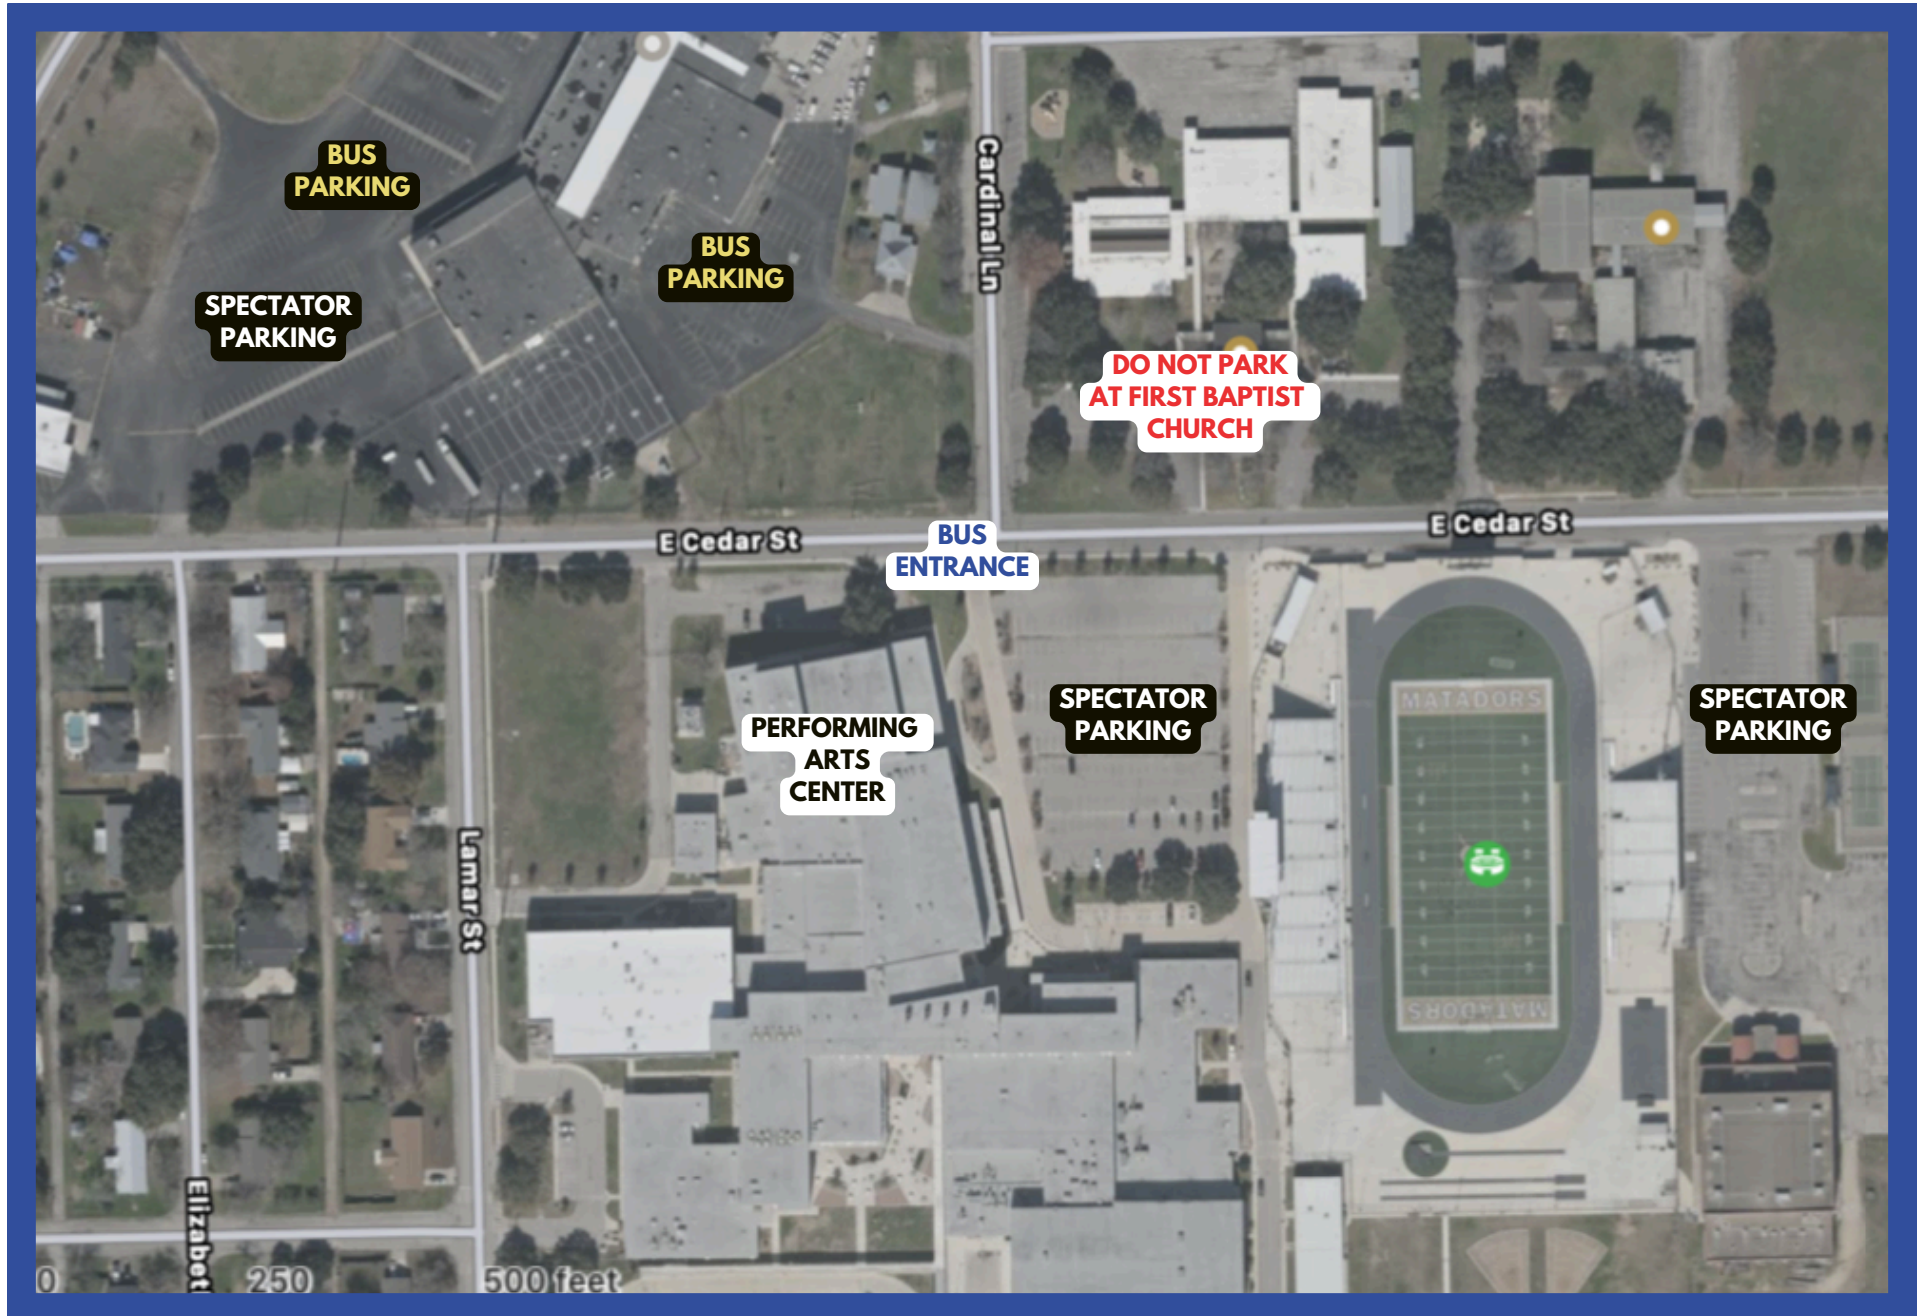 BUS
PARKING
Cardinal Ln
BUS
PARKING
SPECTATOR
PARKING
DO NOT PARK
AT FIRST BAPTIST
CHURCH
E Cedar St
E Cedar St
BUS
ENTRANCE
SPECTATOR
PARKING
SPECTATOR
PARKING
MATADORS
PERFORMING
ARTS
CENTER
Lamar St
MATADORS
Elizabet
0 250 500 feet